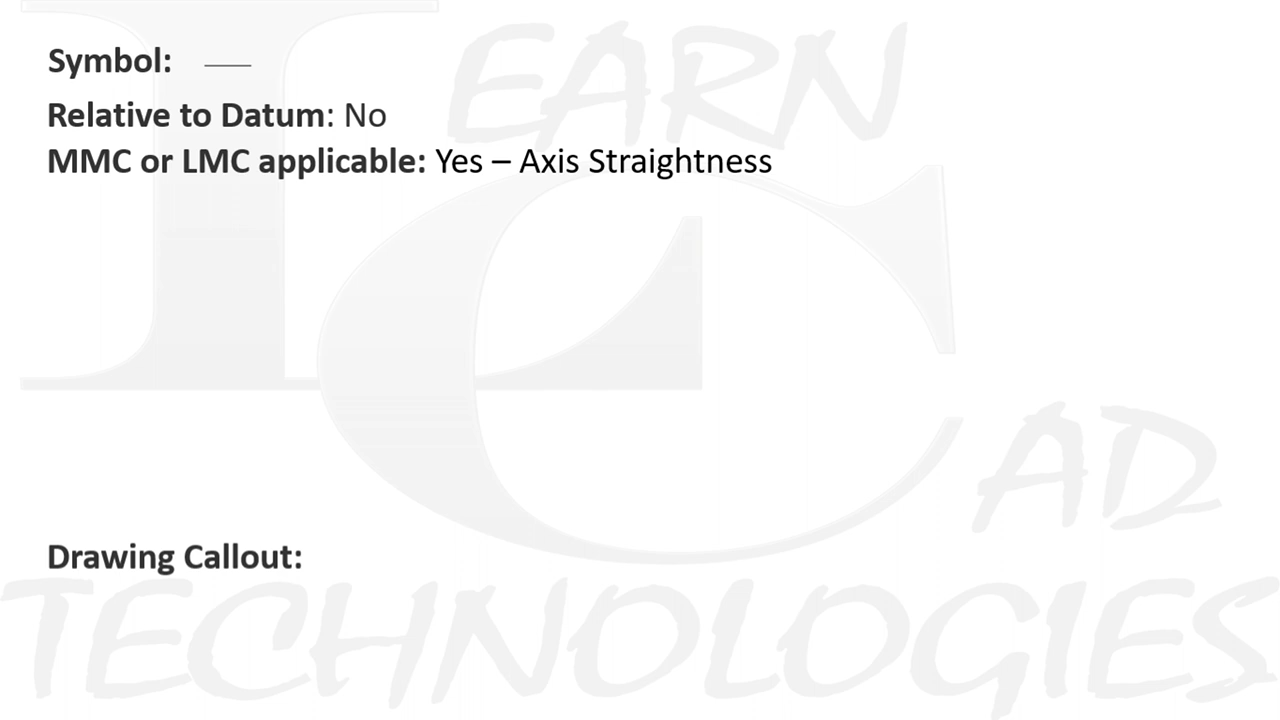 Symbol: —
Relative to Datum: No
MMC or LMC applicable: Yes – Axis Straightness
Drawing Callout:
LEARN
CAD
TECHNOLOGIES